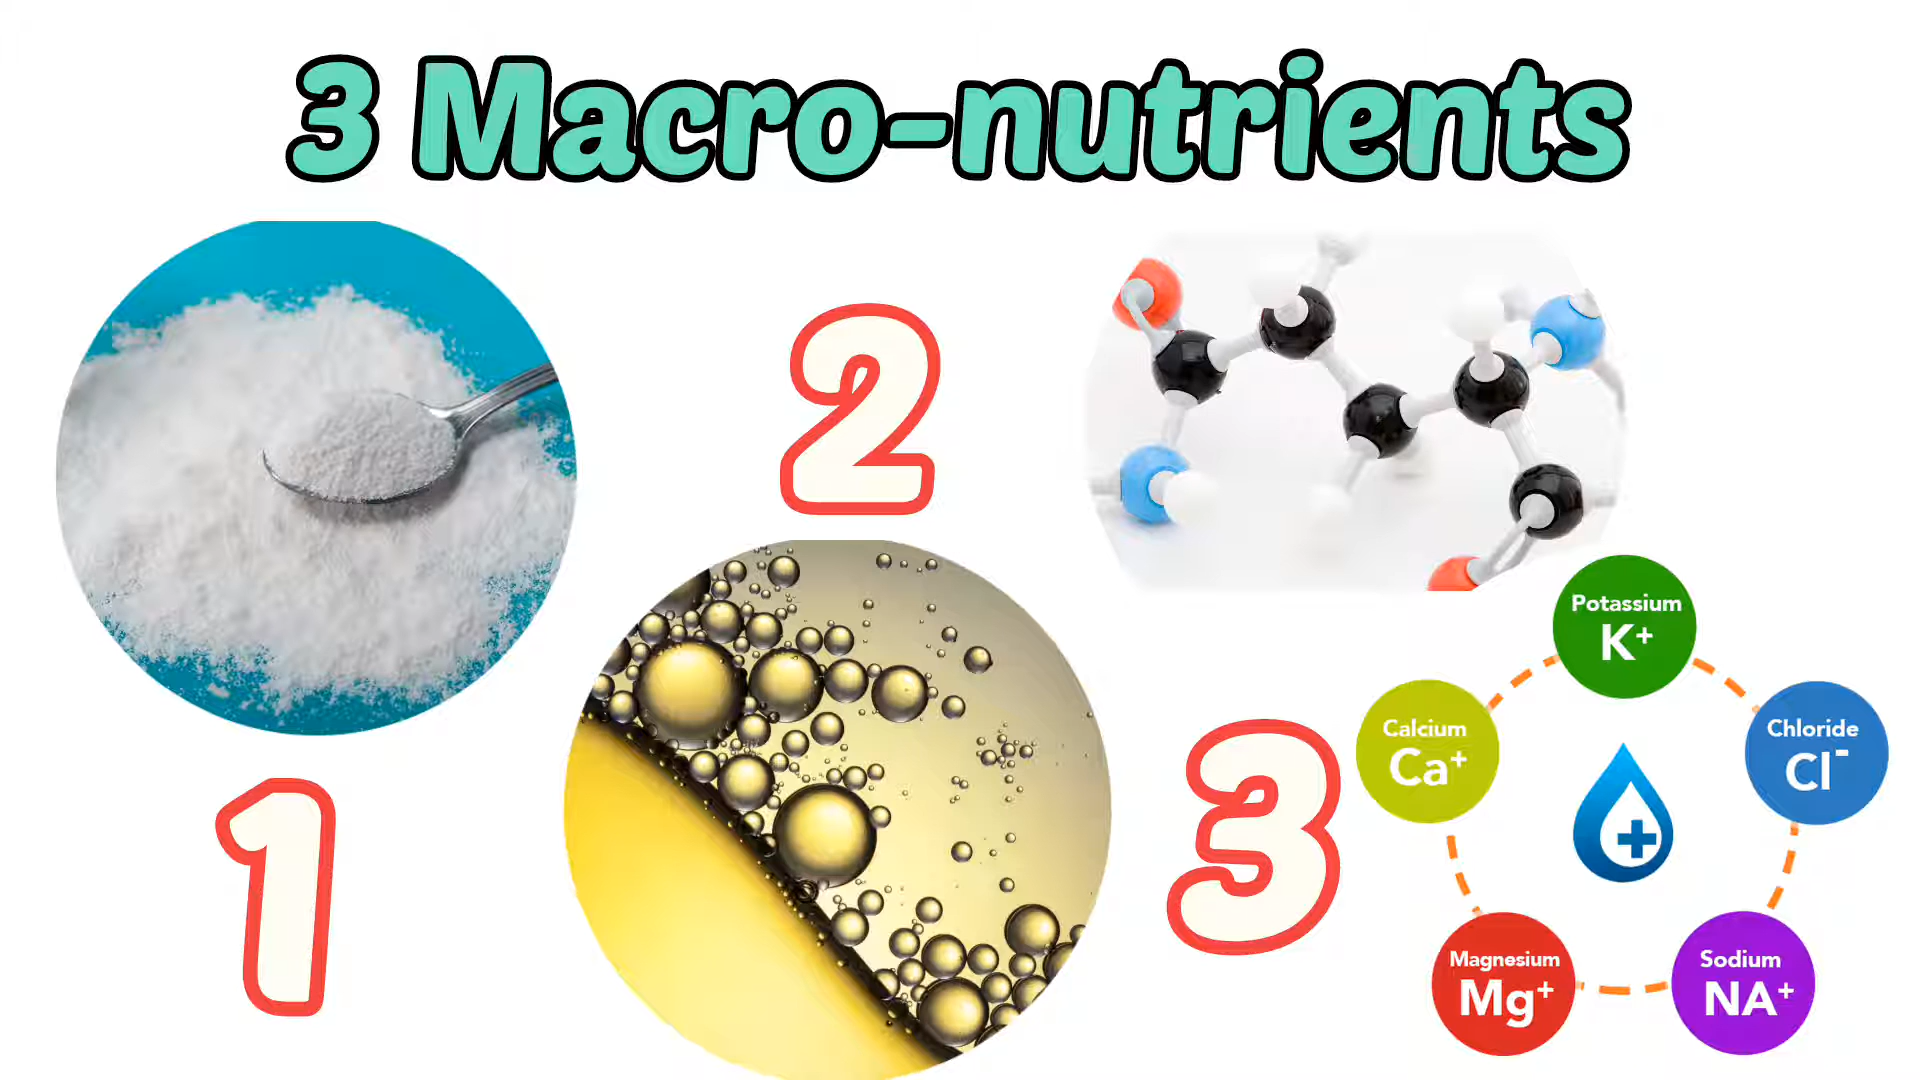 3 Macro-nutrients
1
2
3
Potassium
K+
Calcium
Ca+
Chloride
Cl-
Magnesium
Mg+
Sodium
NA+